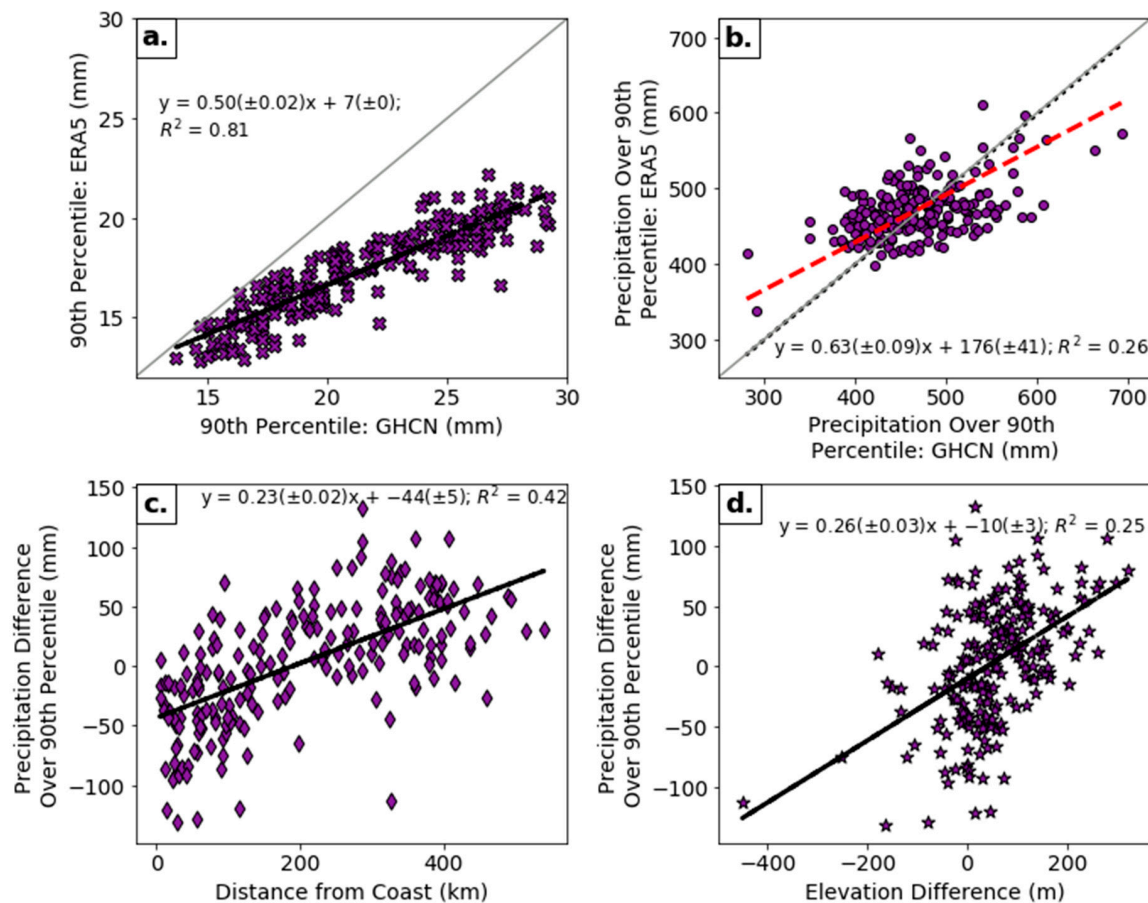 a.
y = 0.50(±0.02)x + 7(±0);
R² = 0.81
30
25
20
15
90th Percentile: ERA5 (mm)
15 20 25 30
90th Percentile: GHCN (mm)
b.
700
600
500
400
300
Precipitation Over 90th
Percentile: ERA5 (mm)
y = 0.63(±0.09)x + 176(±41); R² = 0.26
300 400 500 600 700
Precipitation Over 90th
Percentile: GHCN (mm)
c.
y = 0.23(±0.02)x + −44(±5); R² = 0.42
150
100
50
0
−50
−100
Precipitation Difference
Over 90th Percentile (mm)
0 200 400
Distance from Coast (km)
d.
y = 0.26(±0.03)x + −10(±3); R² = 0.25
150
100
50
0
−50
−100
Precipitation Difference
Over 90th Percentile (mm)
−400 −200 0 200
Elevation Difference (m)